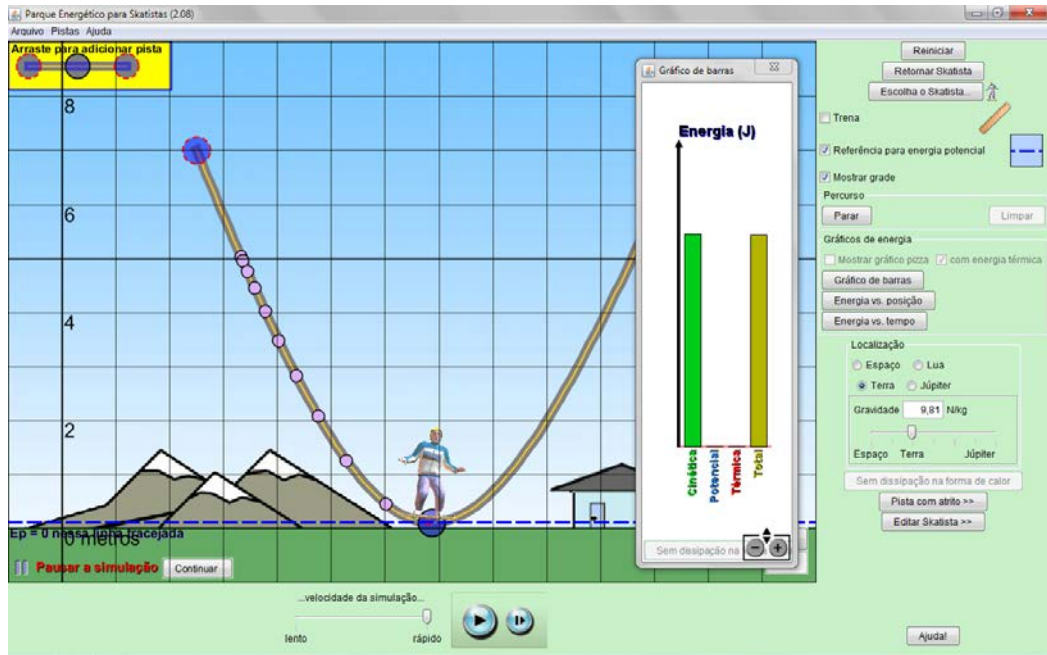 Parque Energético para Skatistas (2.08)
Arquivo Pistas Ajuda
Arraste para adicionar pista
8
6
4
2
0 metros
Ep = 0 nessa linha tracejada
Pausar a simulação
Continuar
Gráfico de barras
Energia (J)
Cinética
Potencial
Térmica
Total
Sem dissipação na
...velocidade da simulação...
lento
rápido
Reiniciar
Retornar Skatista
Escolha o Skatista...
Trena
Referência para energia potencial
Mostrar grade
Percurso
Parar
Limpar
Gráficos de energia
Mostrar gráfico pizza
com energia térmica
Gráfico de barras
Energia vs. posição
Energia vs. tempo
Localização
Espaço
Lua
Terra
Júpiter
Gravidade 9,81 N/kg
Espaço Terra Júpiter
Sem dissipação na forma de calor
Pista com atrito >>
Editar Skatista >>
Ajuda!